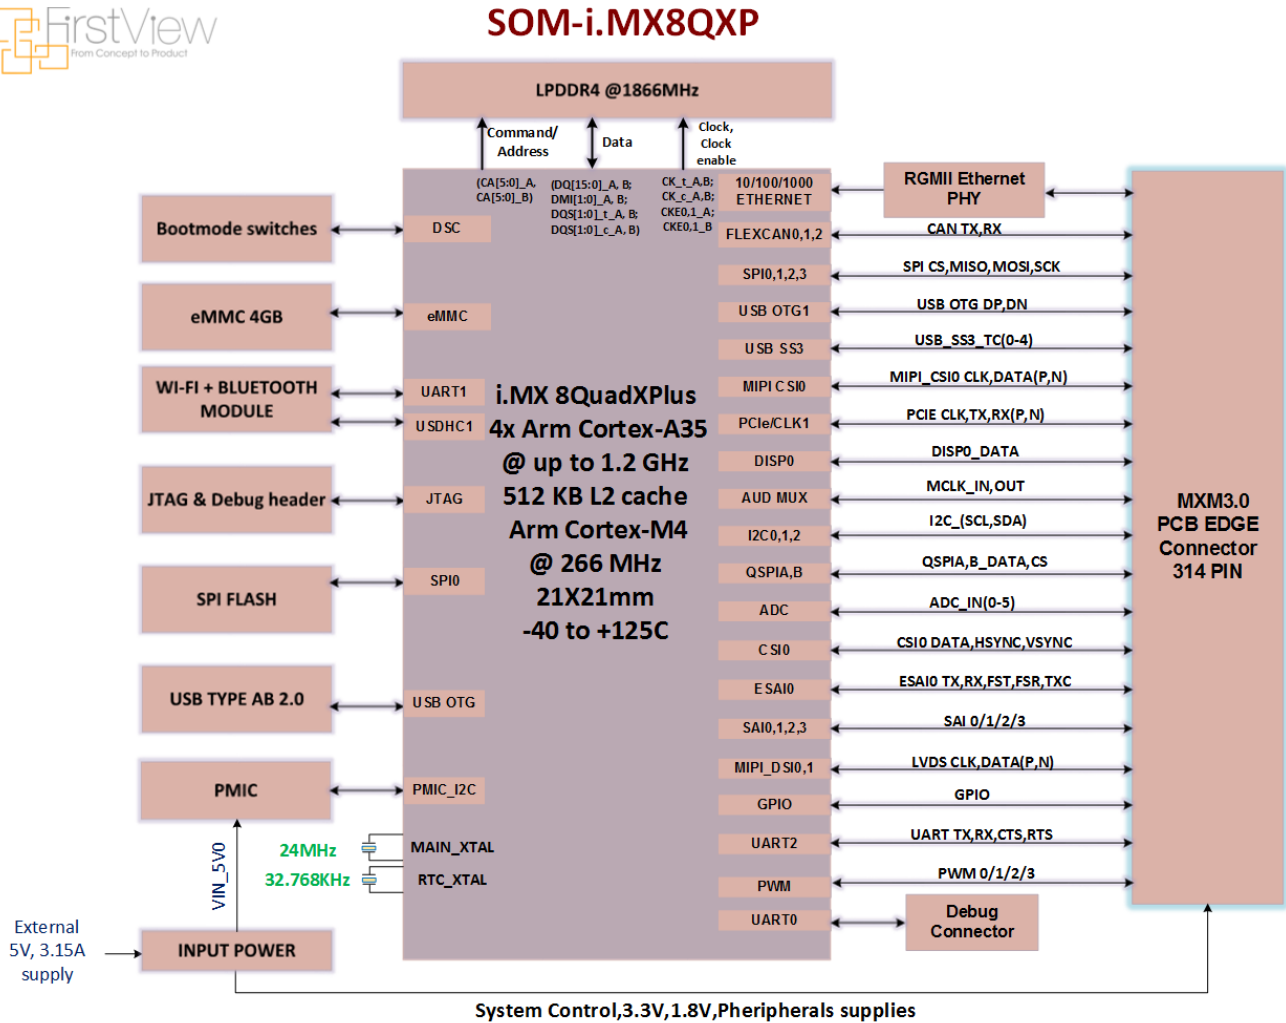 FirstView
From Concept to Product
SOM-i.MX8QXP
LPDDR4 @1866MHz
Command/
Address
Data
Clock,
Clock
enable
(CA[5:0]_A,
CA[5:0]_B)
(DQ[15:0]_A, B;
DMI[1:0]_A, B;
DQS[1:0]_t_A, B;
DQS[1:0]_c_A, B)
CK_t_A,B;
CK_c_A,B;
CKE0,1_A;
CKE0,1_B
Bootmode switches
DSC
eMMC 4GB
eMMC
WI-FI + BLUETOOTH
MODULE
UART1
USDHC1
JTAG & Debug header
JTAG
SPI FLASH
SPI0
USB TYPE AB 2.0
USB OTG
PMIC
PMIC_I2C
24MHz
MAIN_XTAL
32.768KHz
RTC_XTAL
VIN_5V0
External
5V, 3.15A
supply
INPUT POWER
i.MX 8QuadXPlus
4x Arm Cortex-A35
@ up to 1.2 GHz
512 KB L2 cache
Arm Cortex-M4
@ 266 MHz
21X21mm
-40 to +125C
10/100/1000
ETHERNET
RGMII Ethernet
PHY
FLEXCAN0,1,2
CAN TX,RX
SPI0,1,2,3
SPI CS,MISO,MOSI,SCK
USB OTG1
USB OTG DP,DN
USB SS3
USB_SS3_TC(0-4)
MIPI CSI0
MIPI_CSI0 CLK,DATA(P,N)
PCIe/CLK1
PCIE CLK,TX,RX(P,N)
DISP0
DISP0_DATA
AUD MUX
MCLK_IN,OUT
I2C0,1,2
I2C_(SCL,SDA)
QSPIA,B
QSPIA,B_DATA,CS
ADC
ADC_IN(0-5)
CSI0
CSI0 DATA,HSYNC,VSYNC
ESAI0
ESAI0 TX,RX,FST,FSR,TXC
SAI0,1,2,3
SAI 0/1/2/3
MIPI_DSI0,1
LVDS CLK,DATA(P,N)
GPIO
GPIO
UART2
UART TX,RX,CTS,RTS
PWM
PWM 0/1/2/3
UART0
Debug
Connector
MXM3.0
PCB EDGE
Connector
314 PIN
System Control,3.3V,1.8V,Pheripherals supplies